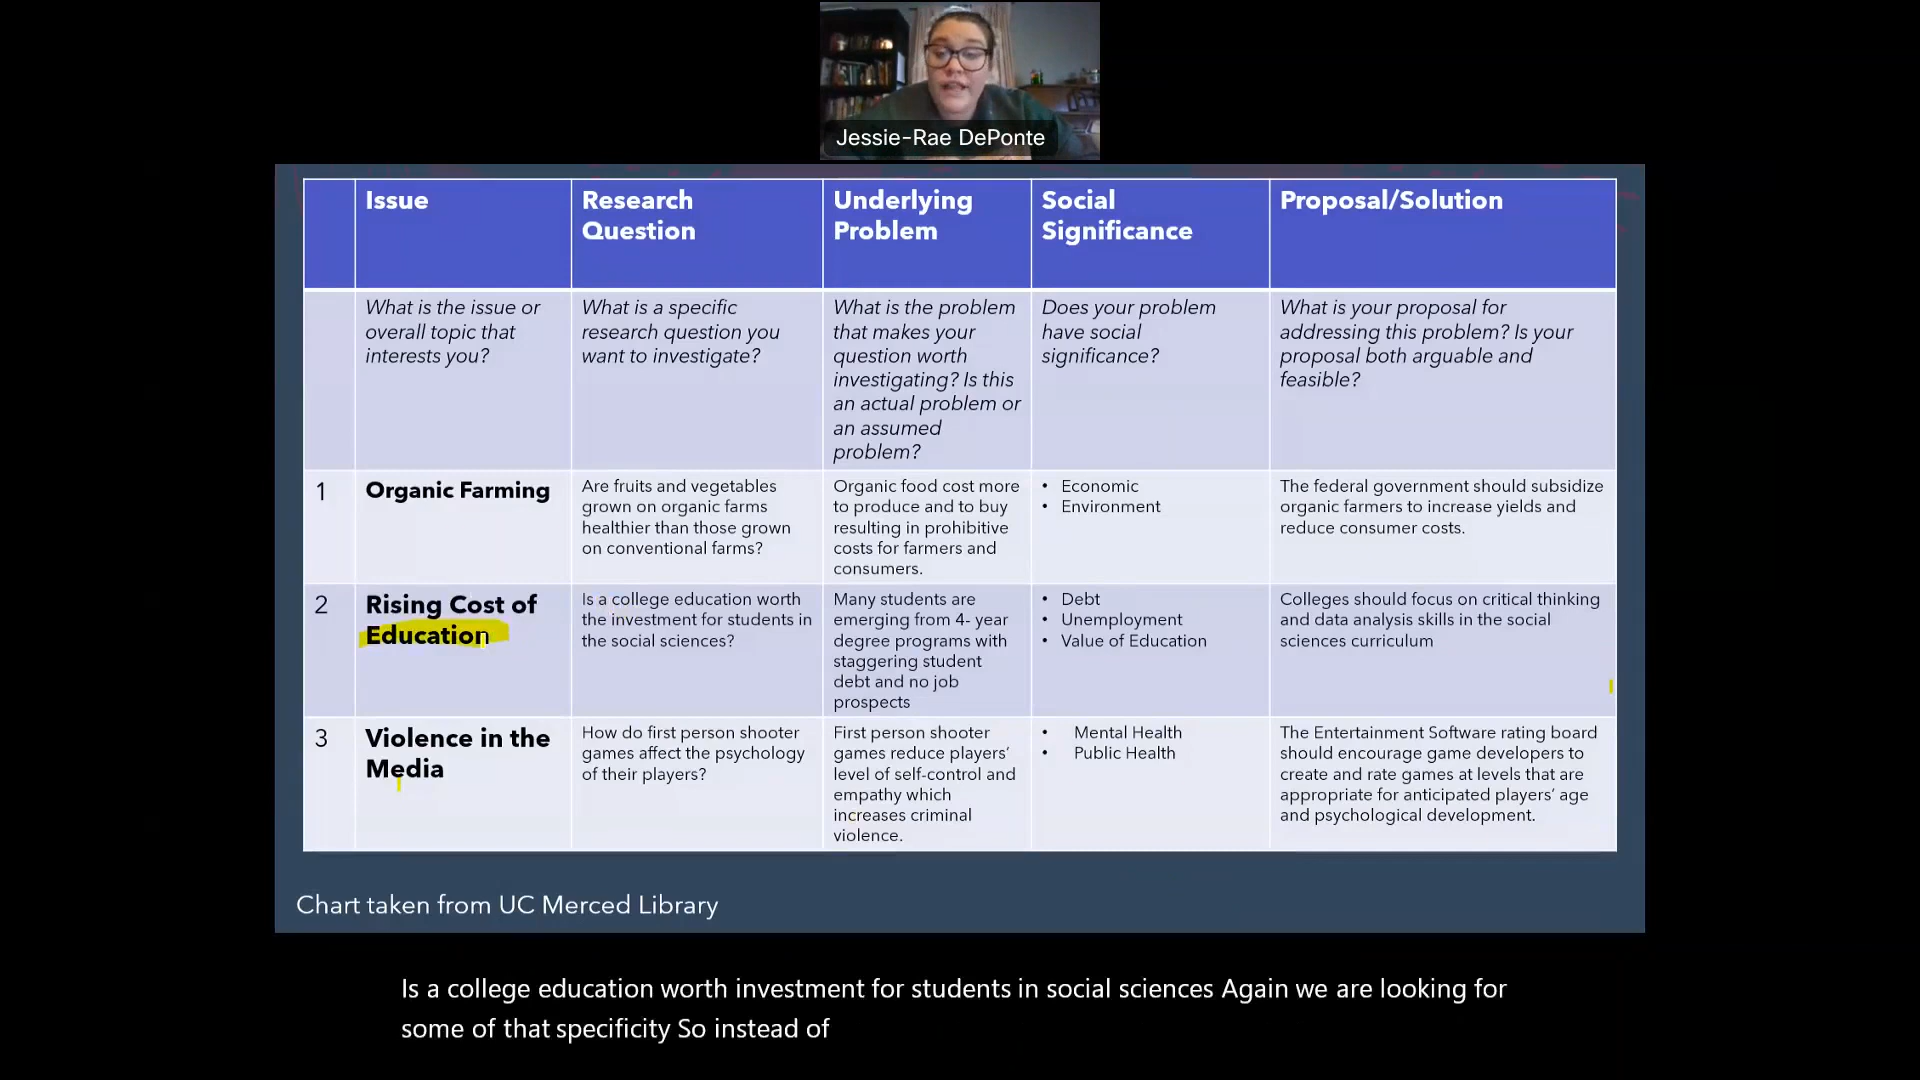 Jessie-Rae DePonte
Issue
Research
Question
Underlying
Problem
Social
Significance
Proposal/Solution
What is the issue or
overall topic that
interests you?
What is a specific
research question you
want to investigate?
What is the problem
that makes your
question worth
investigating? Is this
an actual problem or
an assumed
problem?
Does your problem
have social
significance?
What is your proposal for
addressing this problem? Is your
proposal both arguable and
feasible?
1
Organic Farming
Are fruits and vegetables
grown on organic farms
healthier than those grown
on conventional farms?
Organic food cost more
to produce and to buy
resulting in prohibitive
costs for farmers and
consumers.
• Economic
• Environment
The federal government should subsidize
organic farmers to increase yields and
reduce consumer costs.
2
Rising Cost of
Education
Is a college education worth
the investment for students in
the social sciences?
Many students are
emerging from 4- year
degree programs with
staggering student
debt and no job
prospects
• Debt
• Unemployment
• Value of Education
Colleges should focus on critical thinking
and data analysis skills in the social
sciences curriculum
3
Violence in the
Media
How do first person shooter
games affect the psychology
of their players?
First person shooter
games reduce players’
level of self-control and
empathy which
increases criminal
violence.
• Mental Health
• Public Health
The Entertainment Software rating board
should encourage game developers to
create and rate games at levels that are
appropriate for anticipated players’ age
and psychological development.
Chart taken from UC Merced Library
Is a college education worth investment for students in social sciences Again we are looking for
some of that specificity So instead of